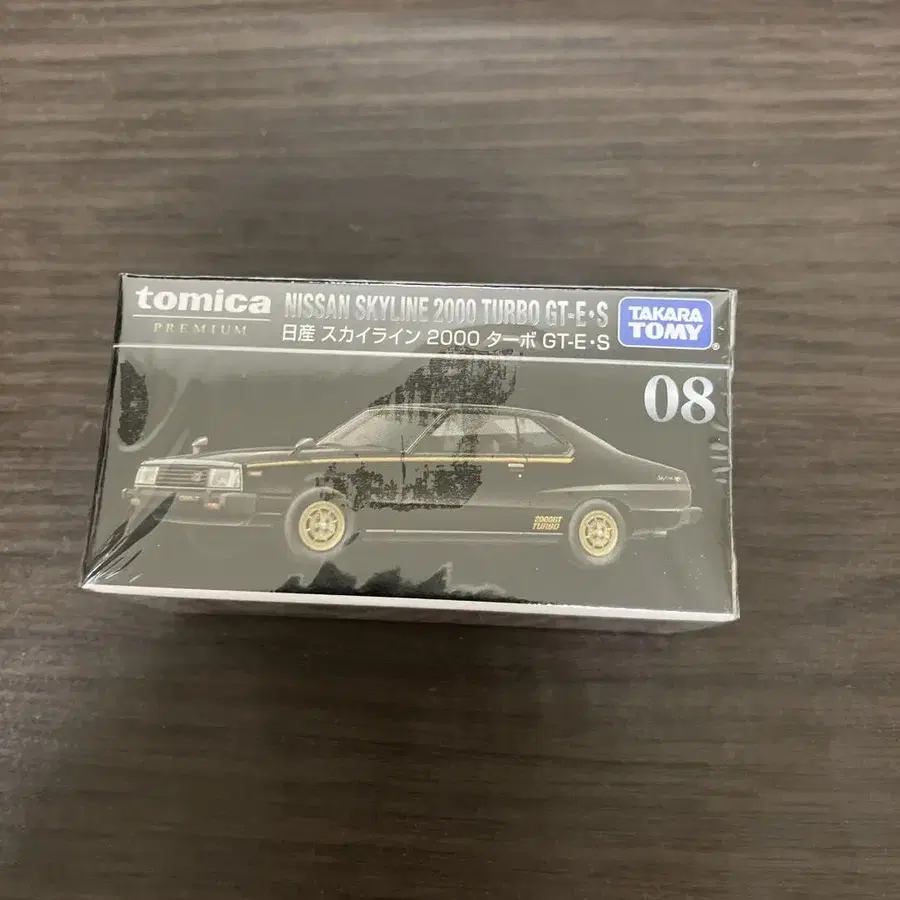 tomica
PREMIUM
NISSAN SKYLINE 2000 TURBO GT-E•S
日産 スカイライン 2000 ターボ GT-E•S
TAKARA TOMY
08
2000GT
TURBO